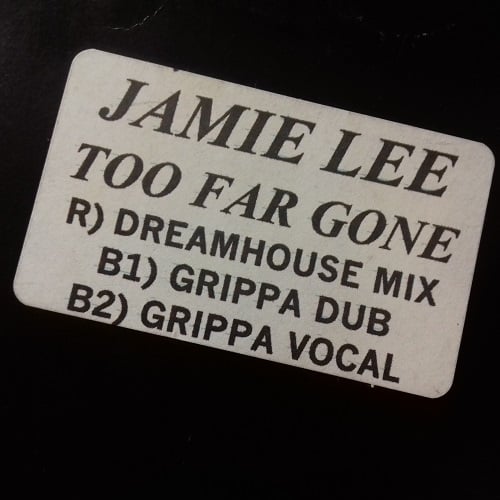 JAMIE LEE
TOO FAR GONE
R) DREAMHOUSE MIX
B1) GRIPPA DUB
B2) GRIPPA VOCAL